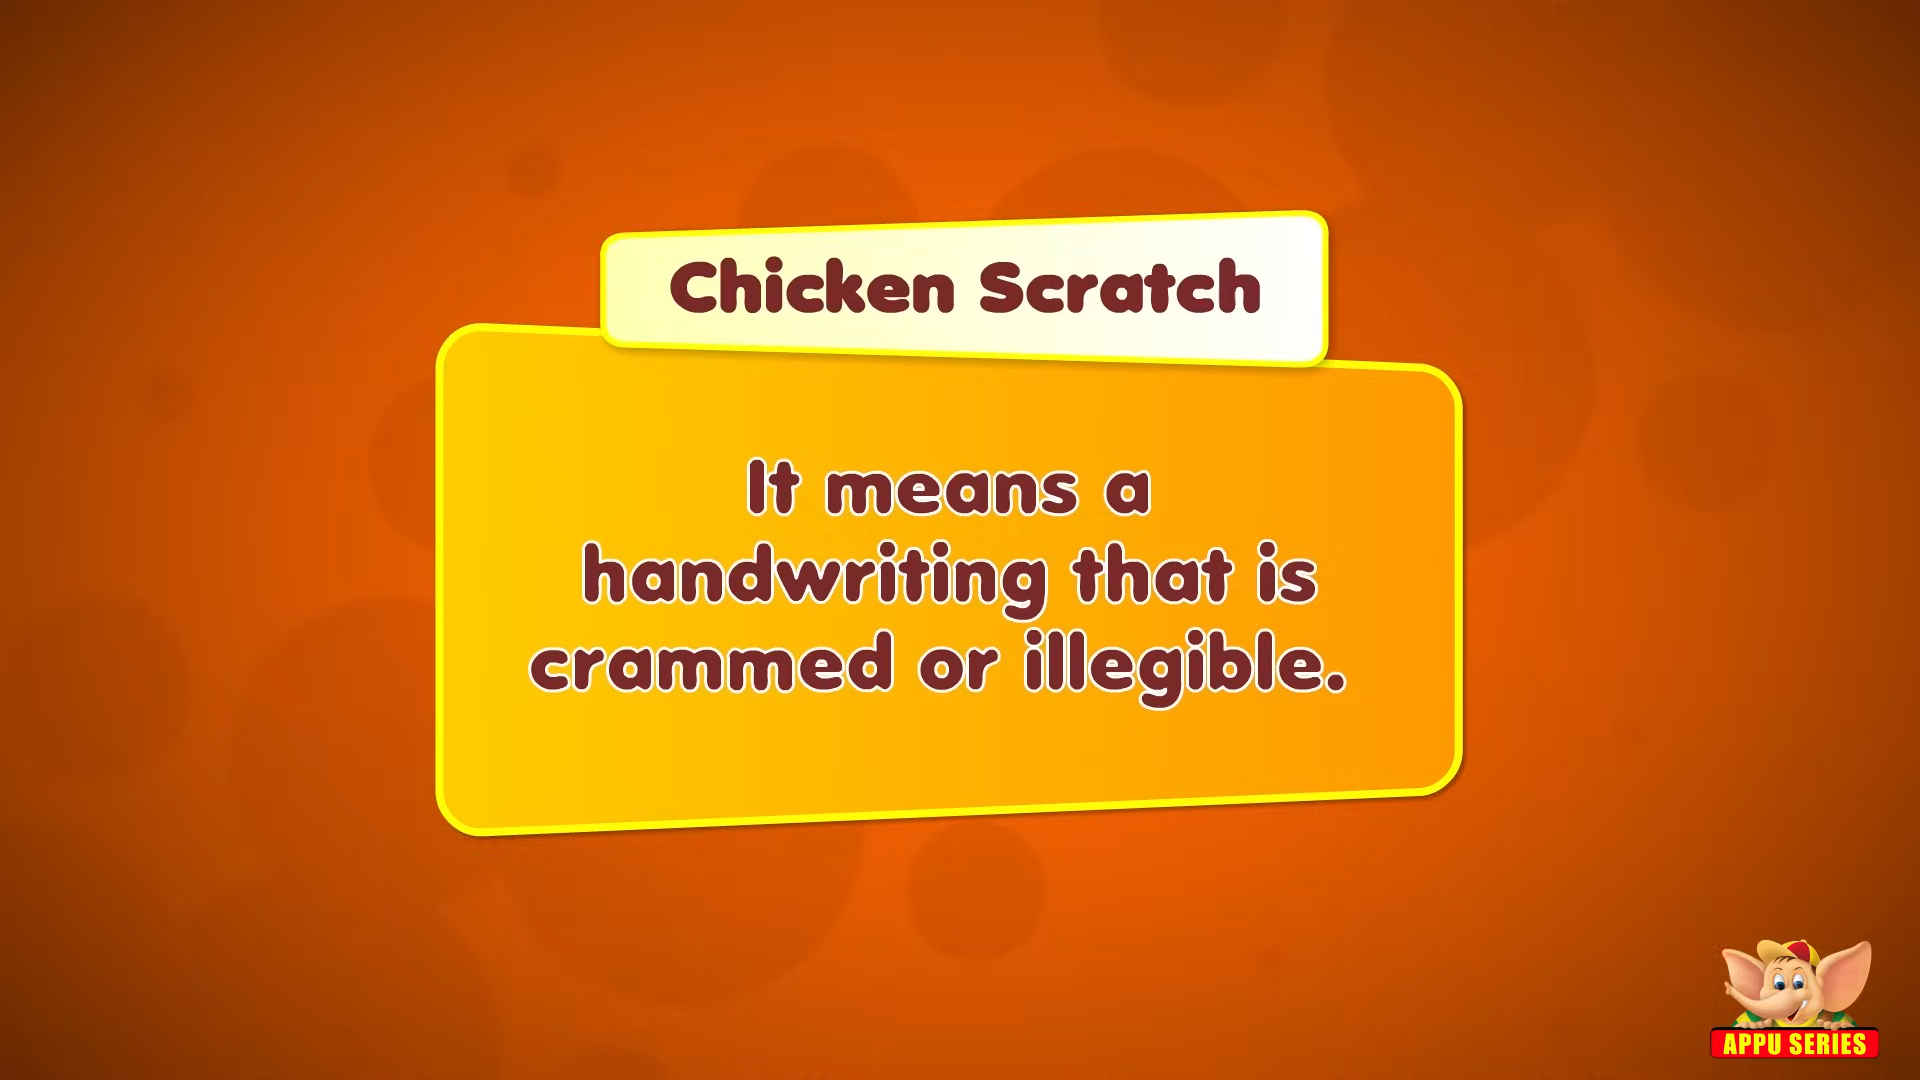 Chicken Scratch
It means a
handwriting that is
crammed or illegible.
APPU SERIES